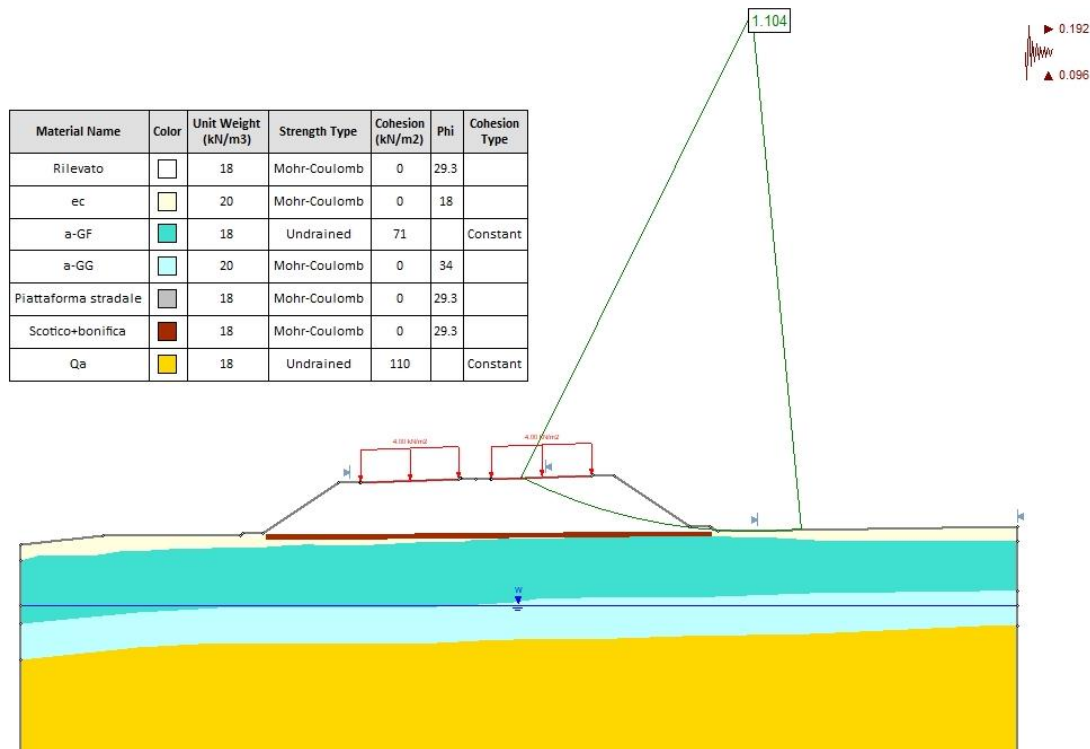 1.104
0.192
0.096
Material Name Color Unit Weight (kN/m3) Strength Type Cohesion (kN/m2) Phi Cohesion Type
Rilevato 18 Mohr-Coulomb 0 29.3
ec 20 Mohr-Coulomb 0 18
a-GF 18 Undrained 71 Constant
a-GG 20 Mohr-Coulomb 0 34
Piattaforma stradale 18 Mohr-Coulomb 0 29.3
Scotico+bonifica 18 Mohr-Coulomb 0 29.3
Qa 18 Undrained 110 Constant
4.00 kN/m2 4.00 kN/m2
W